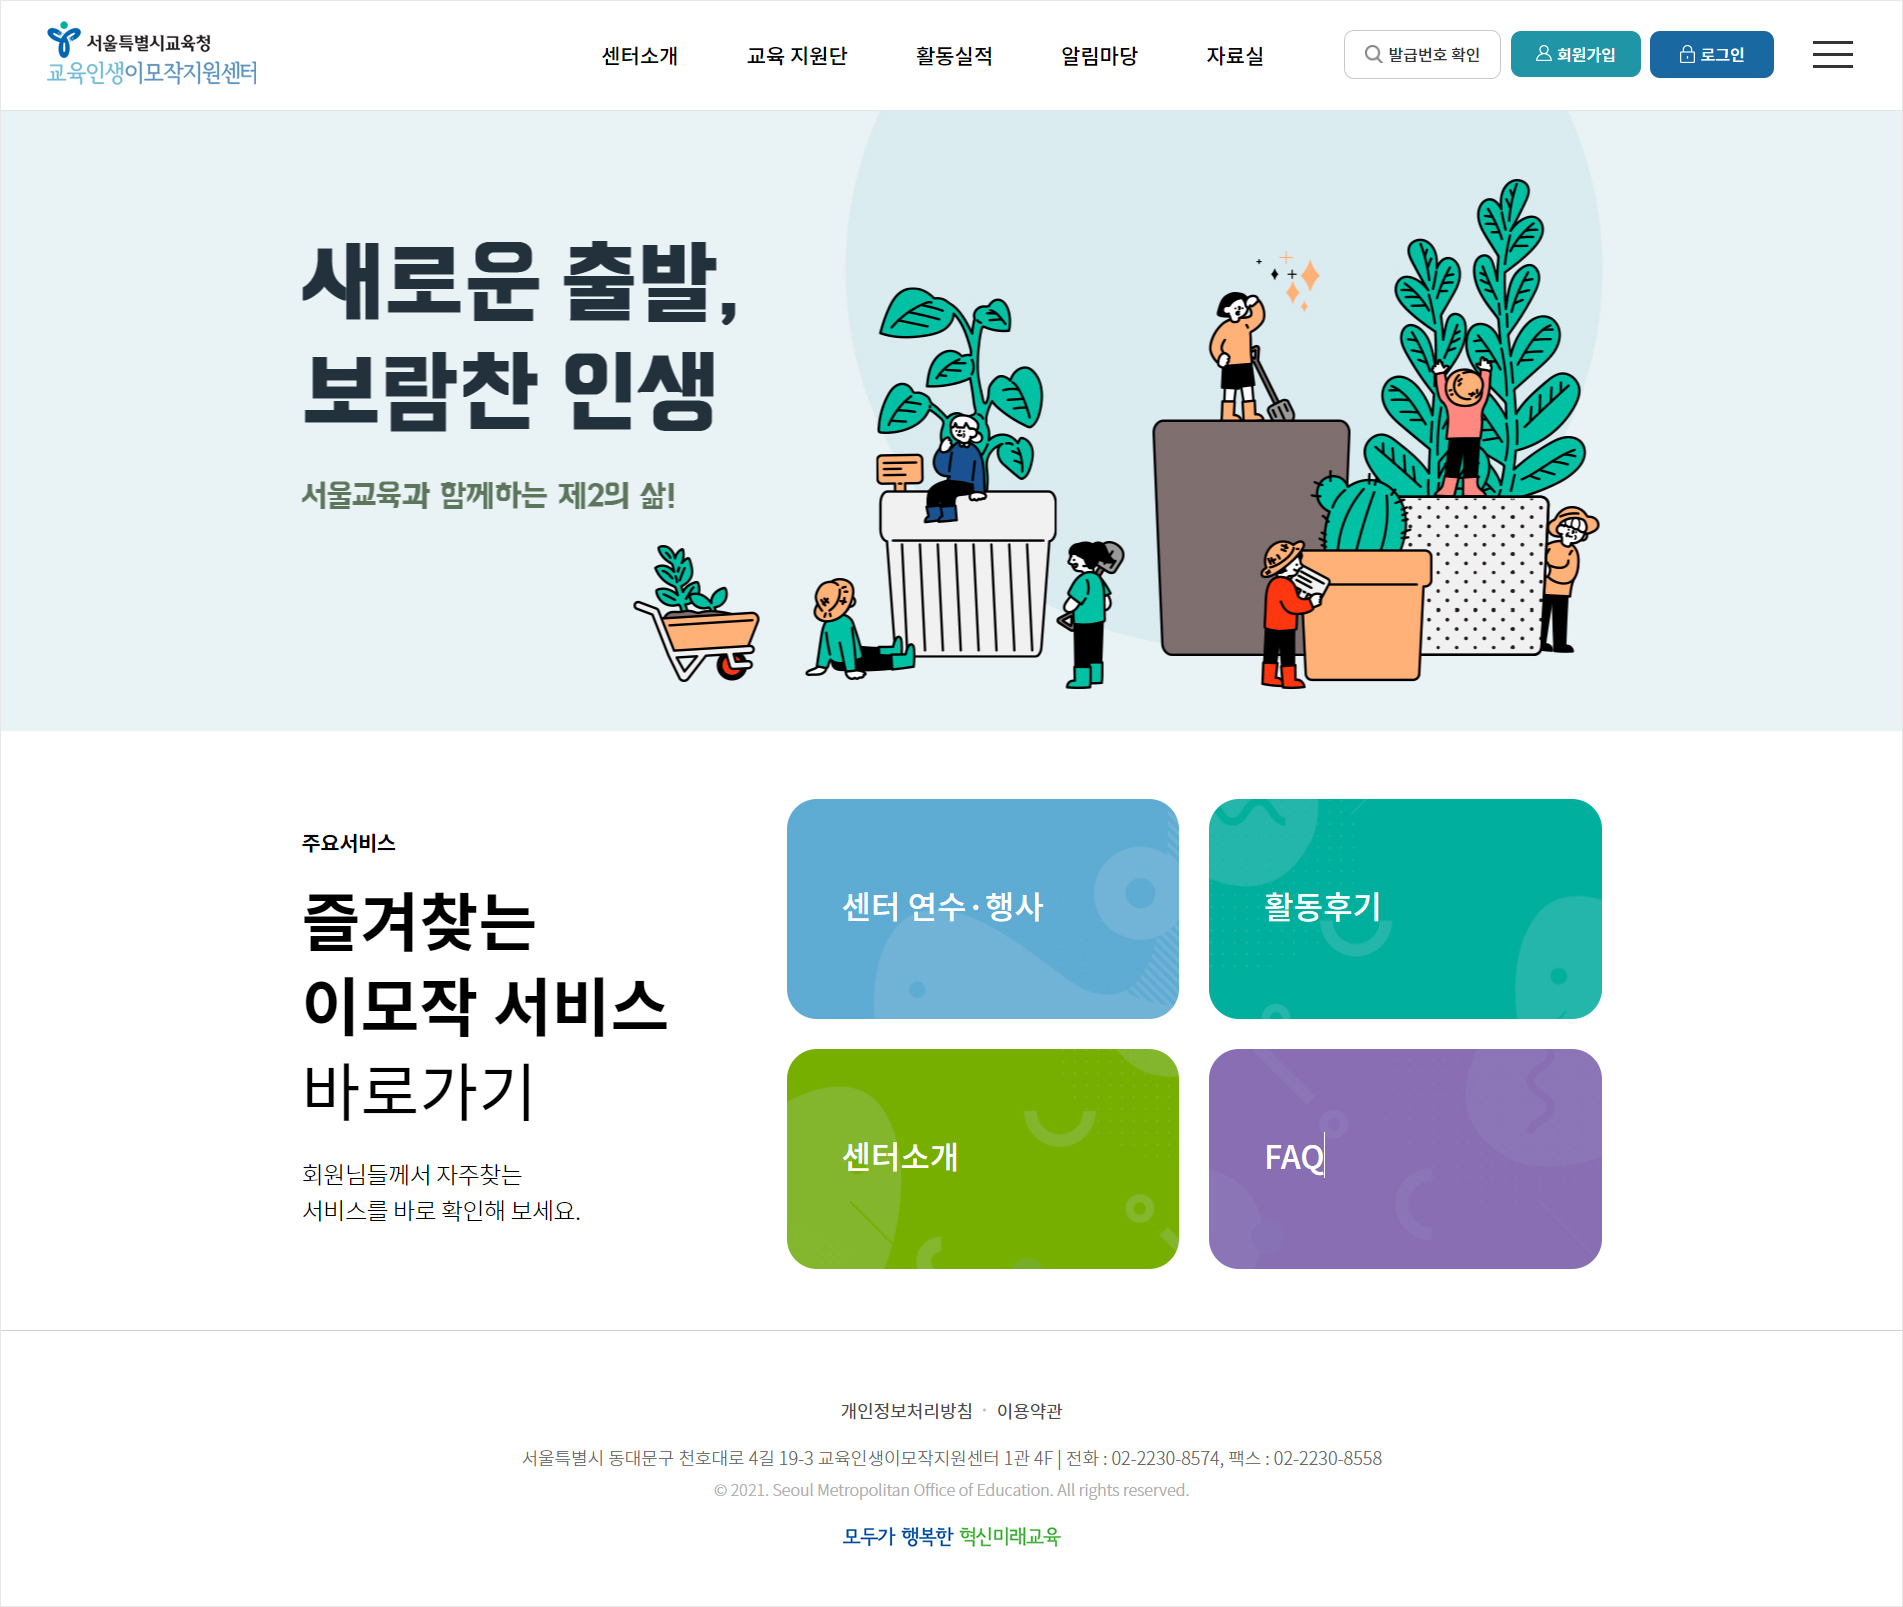 서울특별시교육청
교육인생이모작지원센터
센터소개 교육 지원단 활동실적 알림마당 자료실 발급번호 확인 회원가입 로그인
새로운 출발,
보람찬 인생
서울교육과 함께하는 제2의 삶!
주요서비스
즐겨찾는
이모작 서비스
바로가기
회원님들께서 자주찾는
서비스를 바로 확인해 보세요.
센터 연수·행사
활동후기
센터소개
FAQ
개인정보처리방침 · 이용약관
서울특별시 동대문구 천호대로 4길 19-3 교육인생이모작지원센터 1관 4F | 전화 : 02-2230-8574, 팩스 : 02-2230-8558
© 2021. Seoul Metropolitan Office of Education. All rights reserved.
모두가 행복한 혁신미래교육